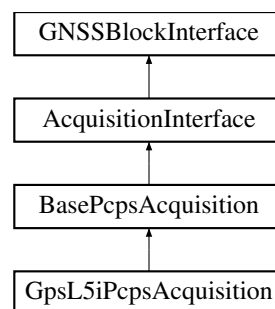 GNSSBlockInterface
AcquisitionInterface
BasePcpsAcquisition
GpsL5iPcpsAcquisition